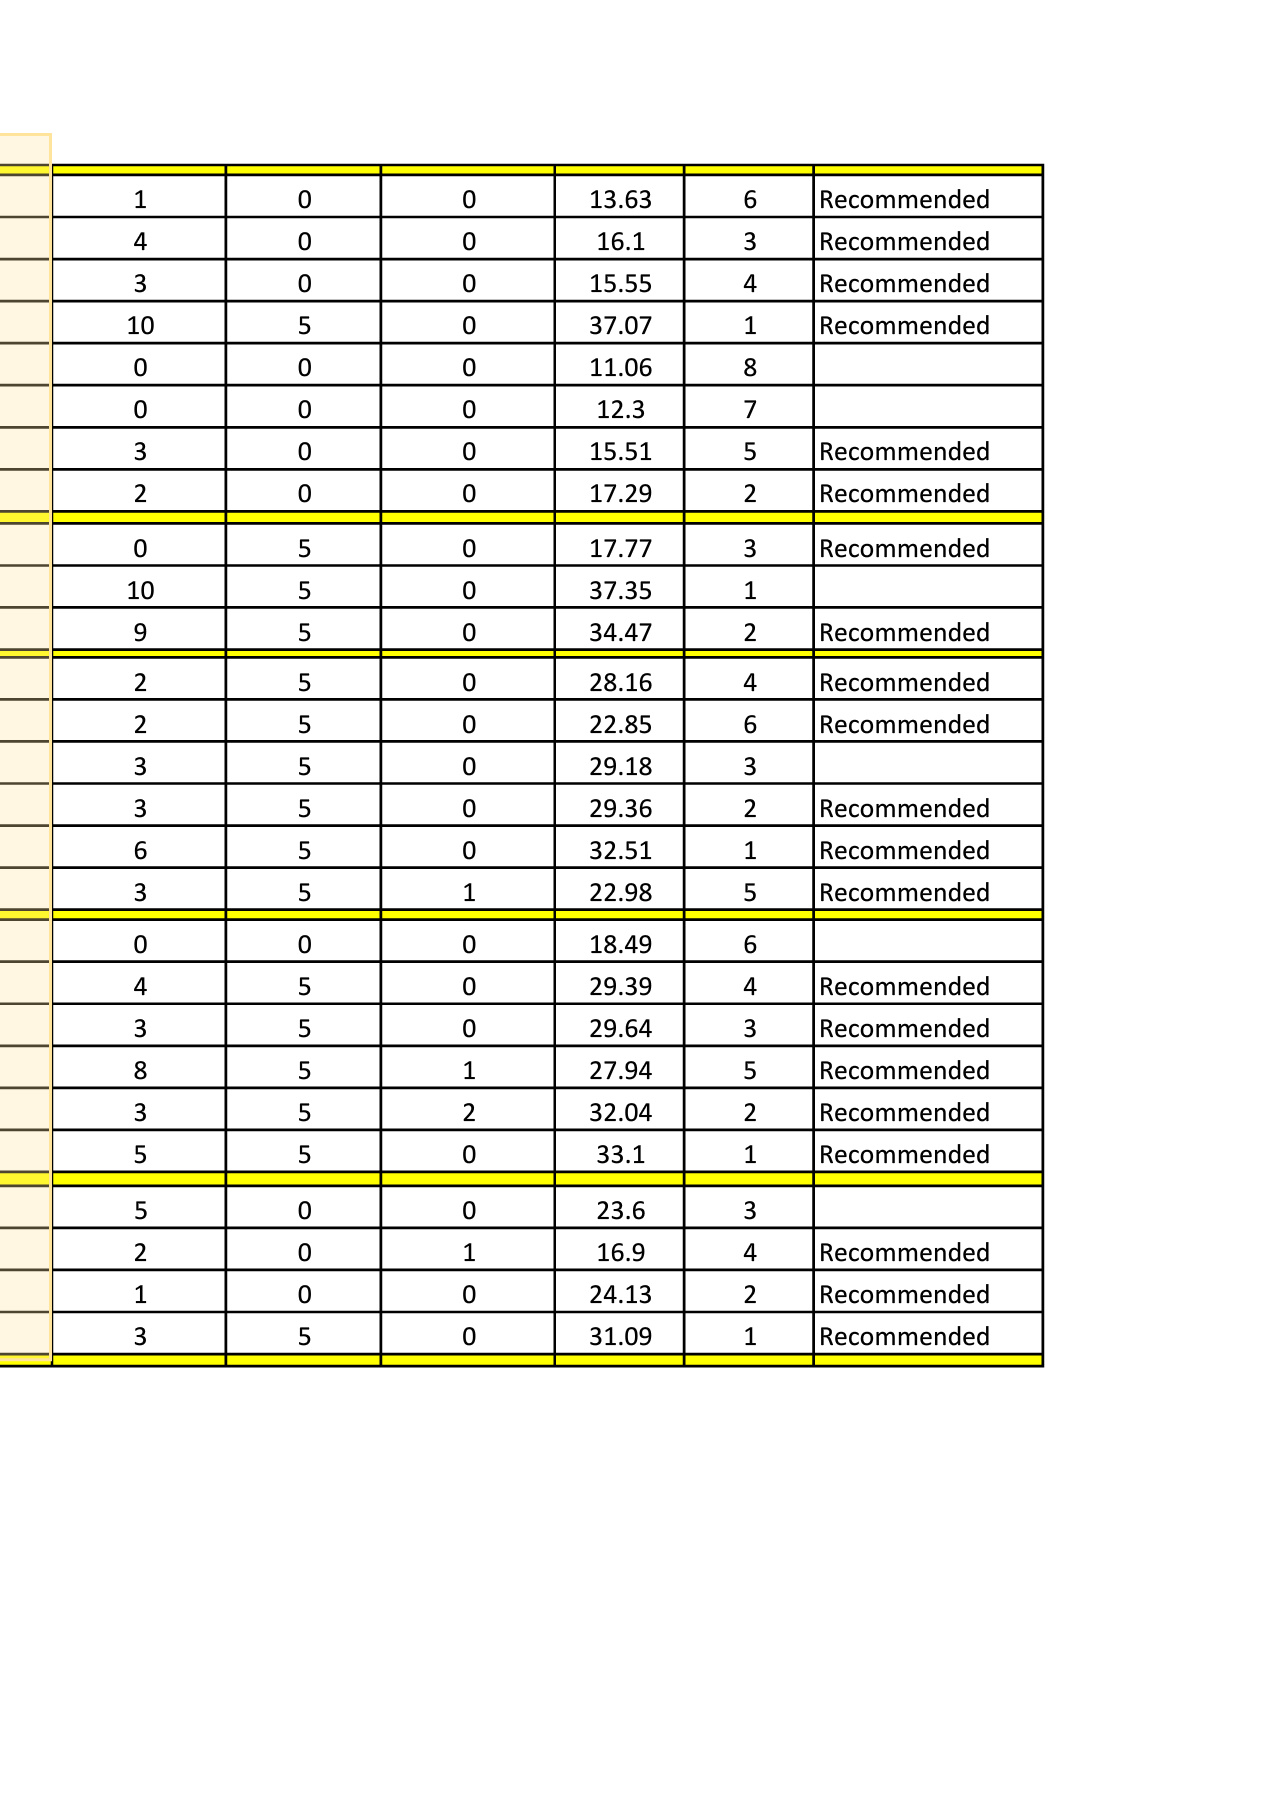 1 0 0 13.63 6 Recommended
4 0 0 16.1 3 Recommended
3 0 0 15.55 4 Recommended
10 5 0 37.07 1 Recommended
0 0 0 11.06 8
0 0 0 12.3 7
3 0 0 15.51 5 Recommended
2 0 0 17.29 2 Recommended
0 5 0 17.77 3 Recommended
10 5 0 37.35 1
9 5 0 34.47 2 Recommended
2 5 0 28.16 4 Recommended
2 5 0 22.85 6 Recommended
3 5 0 29.18 3
3 5 0 29.36 2 Recommended
6 5 0 32.51 1 Recommended
3 5 1 22.98 5 Recommended
0 0 0 18.49 6
4 5 0 29.39 4 Recommended
3 5 0 29.64 3 Recommended
8 5 1 27.94 5 Recommended
3 5 2 32.04 2 Recommended
5 5 0 33.1 1 Recommended
5 0 0 23.6 3
2 0 1 16.9 4 Recommended
1 0 0 24.13 2 Recommended
3 5 0 31.09 1 Recommended